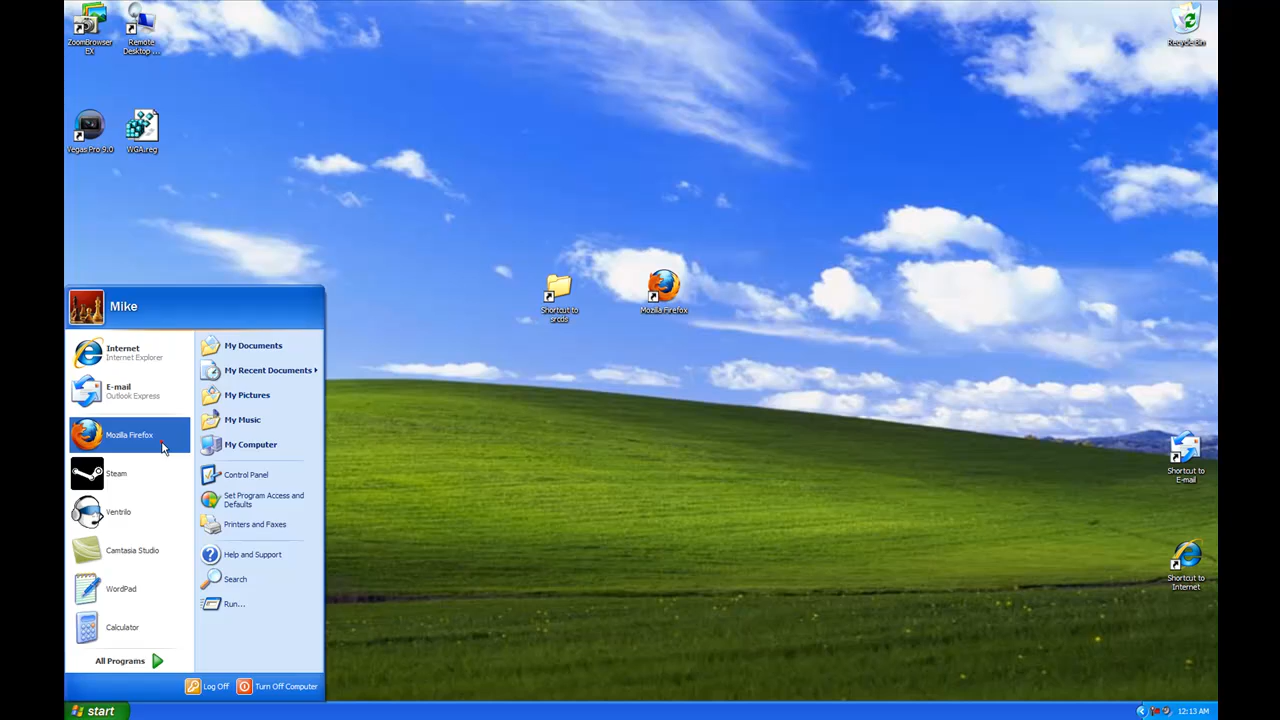 ZoomBrowser
EX
Remote
Desktop ...
Recycle Bin
Vegas Pro 9.0
WGA.reg
Shortcut to
srcds
Mozilla Firefox
Mike
Internet
Internet Explorer
E-mail
Outlook Express
Mozilla Firefox
Steam
Ventrilo
Camtasia Studio
WordPad
Calculator
All Programs
My Documents
My Recent Documents
My Pictures
My Music
My Computer
Control Panel
Set Program Access and
Defaults
Printers and Faxes
Help and Support
Search
Run...
Log Off
Turn Off Computer
Shortcut to
E-mail
Shortcut to
Internet
start
12:13 AM